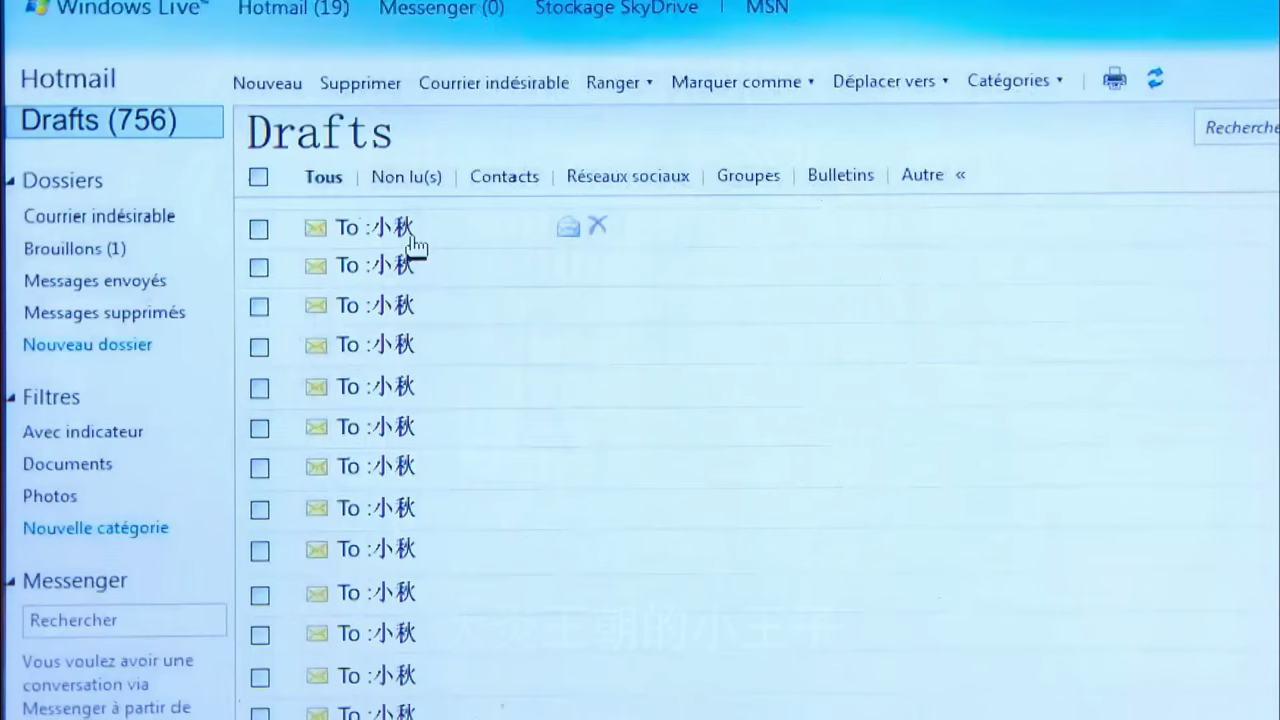 Windows Live™ Hotmail (19) Messenger (0) Stockage SkyDrive | MSN
Hotmail
Nouveau Supprimer Courrier indésirable Ranger Marquer comme Déplacer vers Catégories
Drafts (756)
Drafts
Recherche
Tous | Non lu(s) | Contacts | Réseaux sociaux | Groupes | Bulletins | Autre «
Dossiers
Courrier indésirable
Brouillons (1)
Messages envoyés
Messages supprimés
Nouveau dossier
Filtres
Avec indicateur
Documents
Photos
Nouvelle catégorie
Messenger
Rechercher
Vous voulez avoir une
conversation via
Messenger à partir de
To :小秋
To :小秋
To :小秋
To :小秋
To :小秋
To :小秋
To :小秋
To :小秋
To :小秋
To :小秋
To :小秋
To :小秋
To :小秋